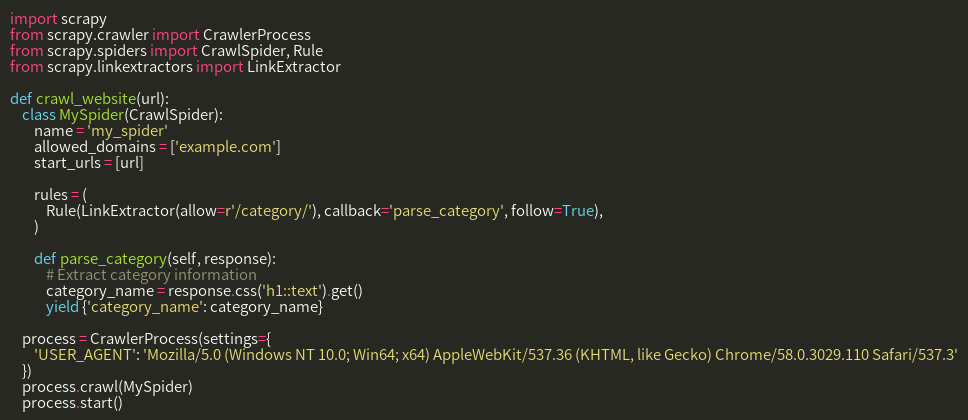 import scrapy
from scrapy.crawler import CrawlerProcess
from scrapy.spiders import CrawlSpider, Rule
from scrapy.linkextractors import LinkExtractor

def crawl_website(url):
    class MySpider(CrawlSpider):
        name = 'my_spider'
        allowed_domains = ['example.com']
        start_urls = [url]

        rules = (
            Rule(LinkExtractor(allow=r'/category/'), callback='parse_category', follow=True),
        )

        def parse_category(self, response):
            # Extract category information
            category_name = response.css('h1::text').get()
            yield {'category_name': category_name}

    process = CrawlerProcess(settings={
        'USER_AGENT': 'Mozilla/5.0 (Windows NT 10.0; Win64; x64) AppleWebKit/537.36 (KHTML, like Gecko) Chrome/58.0.3029.110 Safari/537.3'
    })
    process.crawl(MySpider)
    process.start()